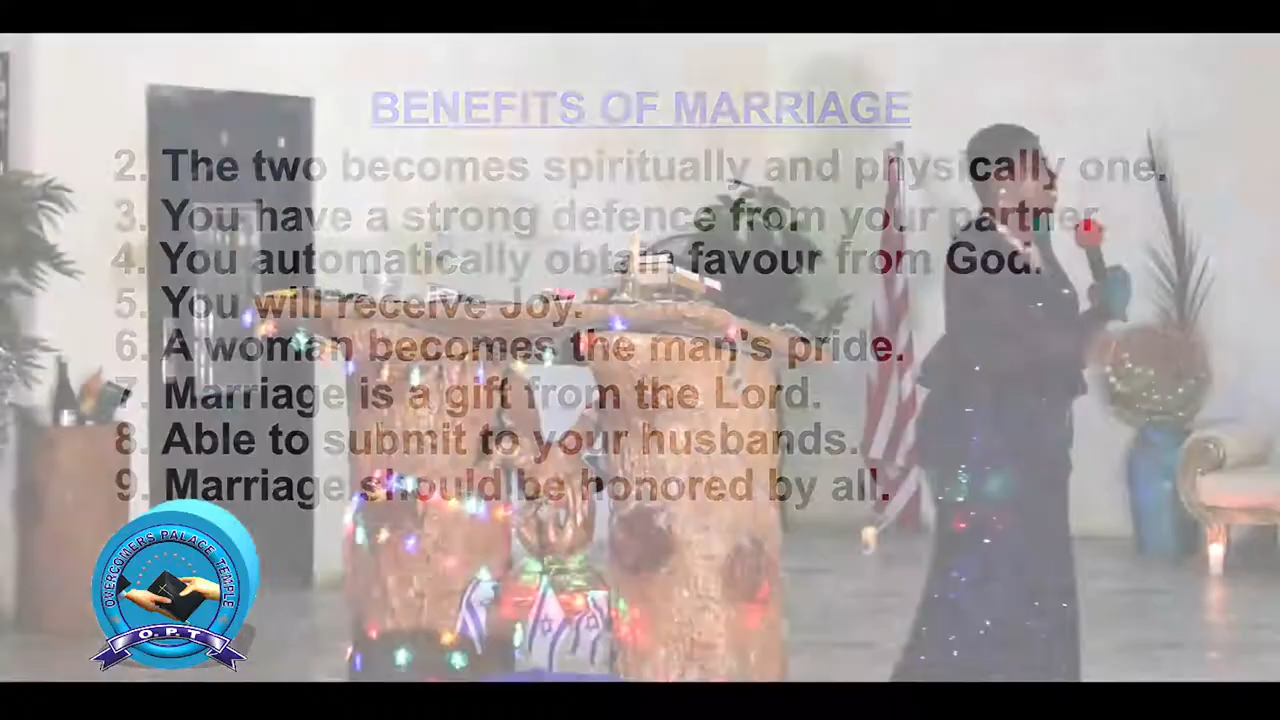 BENEFITS OF MARRIAGE
2. The two becomes spiritually and physically one.
3. You have a strong defence from your partner.
4. You automatically obtain favour from God.
5. You will receive Joy.
6. A woman becomes the man's pride.
7. Marriage is a gift from the Lord.
8. Able to submit to your husbands.
9. Marriage should be honored by all.
OVERCOMERS PALACE TEMPLE
O.P.T